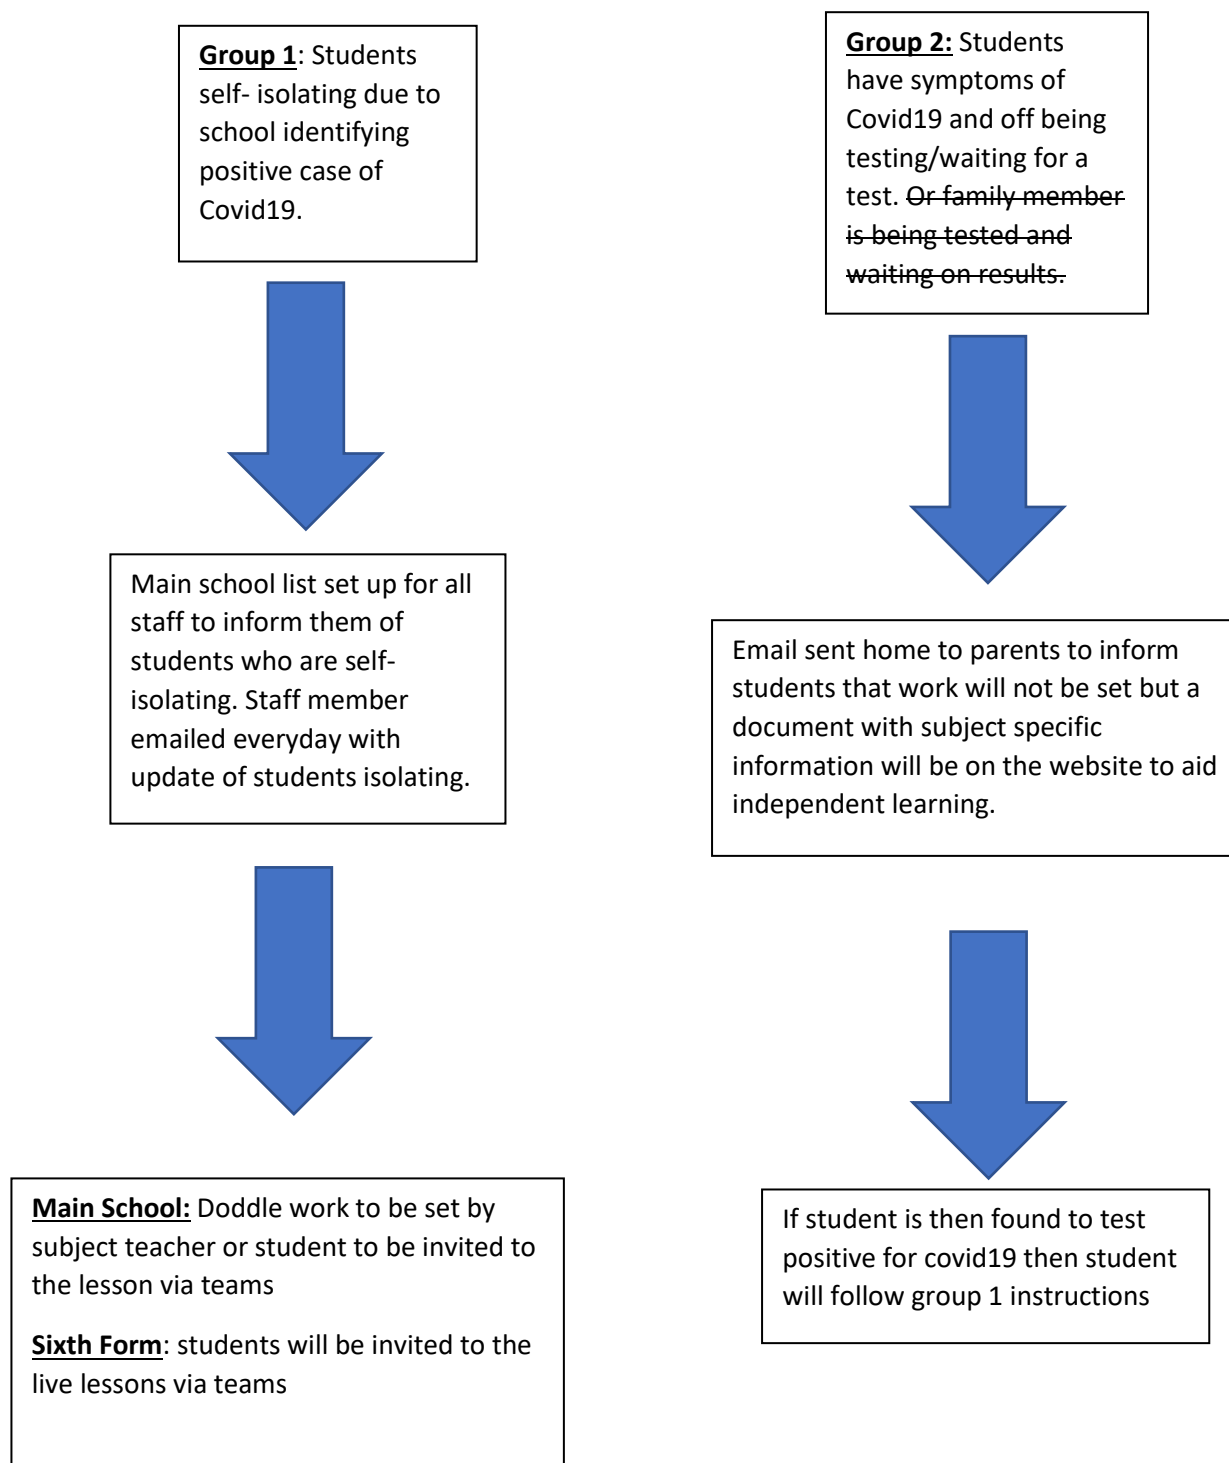 Group 1: Students
self- isolating due to
school identifying
positive case of
Covid19.
Main school list set up for all
staff to inform them of
students who are self-
isolating. Staff member
emailed everyday with
update of students isolating.
Main School: Doddle work to be set by
subject teacher or student to be invited to
the lesson via teams
Sixth Form: students will be invited to the
live lessons via teams
Group 2: Students
have symptoms of
Covid19 and off being
testing/waiting for a
test. Or family member
is being tested and
waiting on results.
Email sent home to parents to inform
students that work will not be set but a
document with subject specific
information will be on the website to aid
independent learning.
If student is then found to test
positive for covid19 then student
will follow group 1 instructions